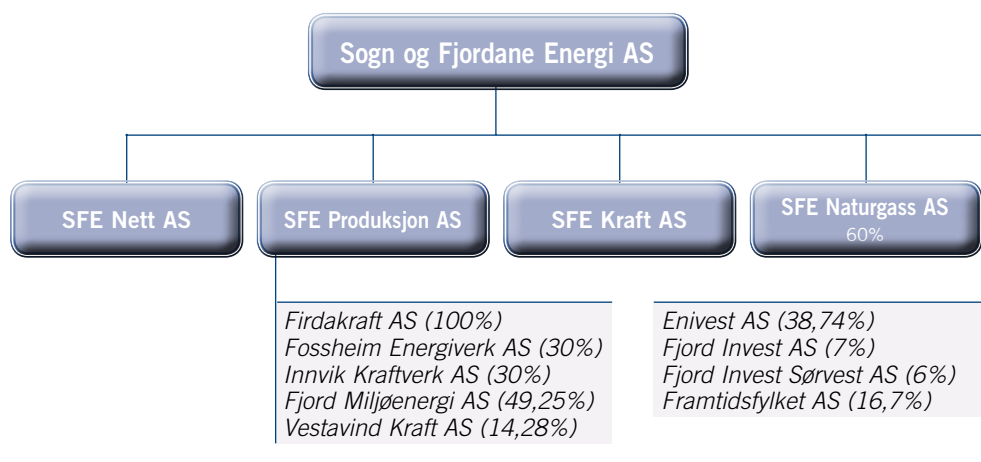 Sogn og Fjordane Energi AS
SFE Nett AS
SFE Produksjon AS
SFE Kraft AS
SFE Naturgass AS
60%
Firdakraft AS (100%)
Fossheim Energiverk AS (30%)
Innvik Kraftverk AS (30%)
Fjord Miljøenergi AS (49,25%)
Vestavind Kraft AS (14,28%)
Enivest AS (38,74%)
Fjord Invest AS (7%)
Fjord Invest Sørvest AS (6%)
Framtidsfylket AS (16,7%)